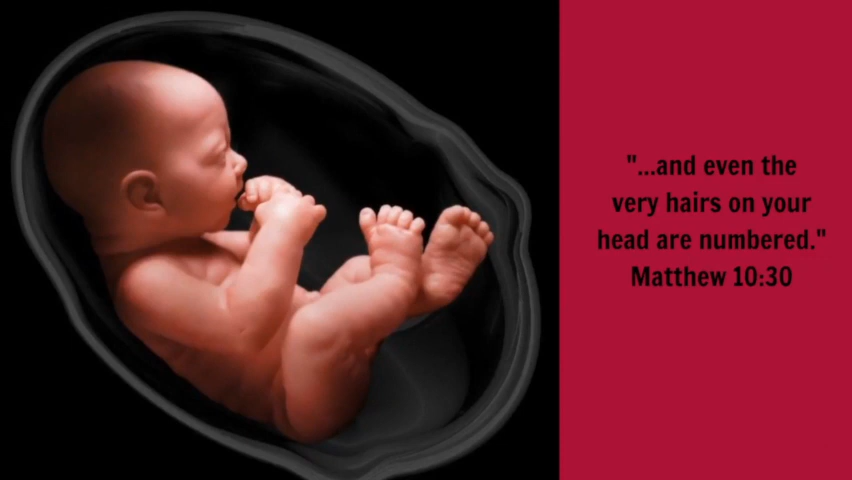 "...and even the
very hairs on your
head are numbered."
Matthew 10:30